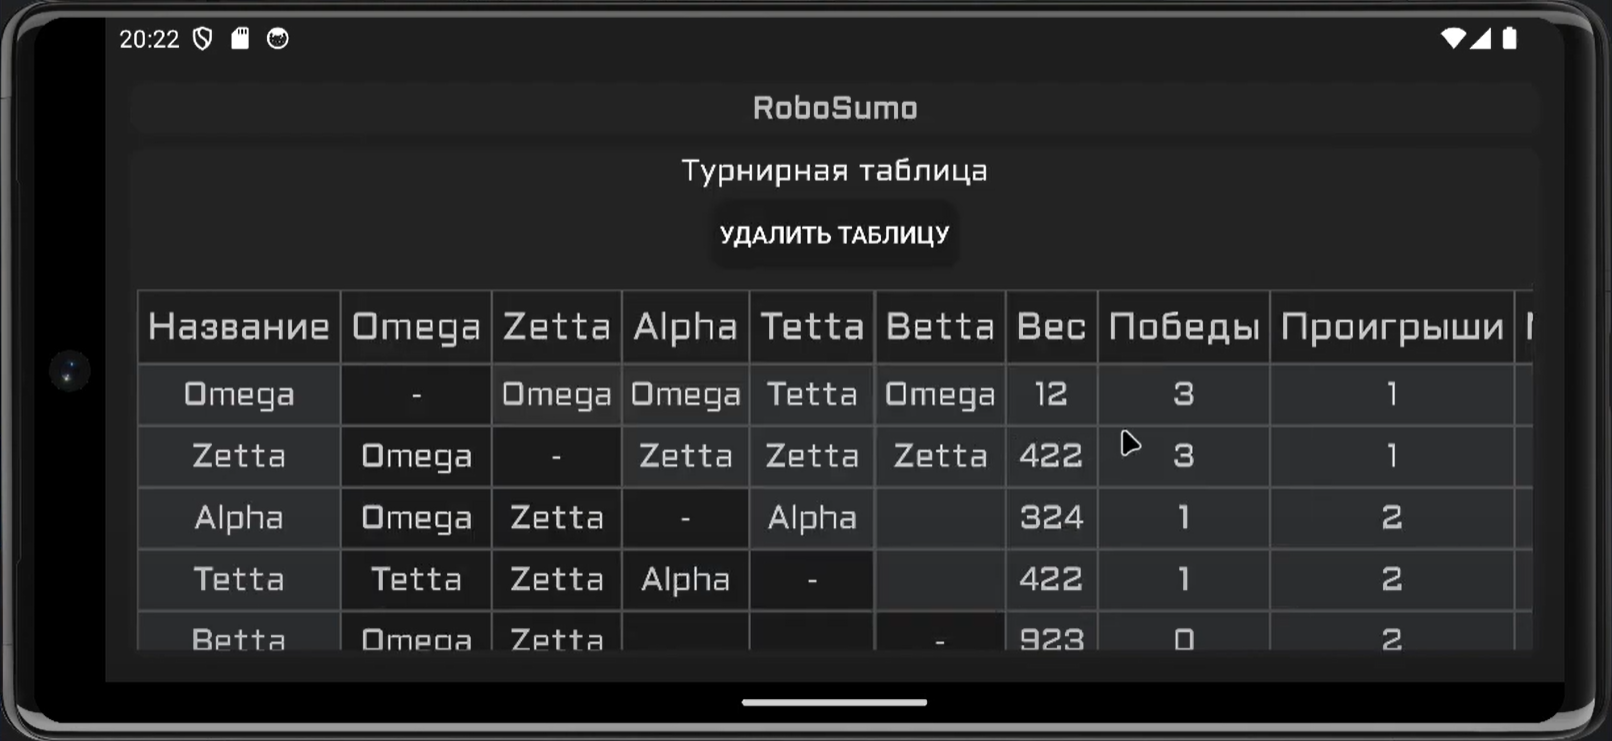 20:22
RoboSumo
Турнирная таблица
УДАЛИТЬ ТАБЛИЦУ
Название Omega Zetta Alpha Tetta Betta Вес Победы Проигрыши
Omega - Omega Omega Tetta Omega 12 3 1
Zetta Omega - Zetta Zetta Zetta 422 3 1
Alpha Omega Zetta - Alpha 324 1 2
Tetta Tetta Zetta Alpha - 422 1 2
Betta Omega Zetta - 923 0 2